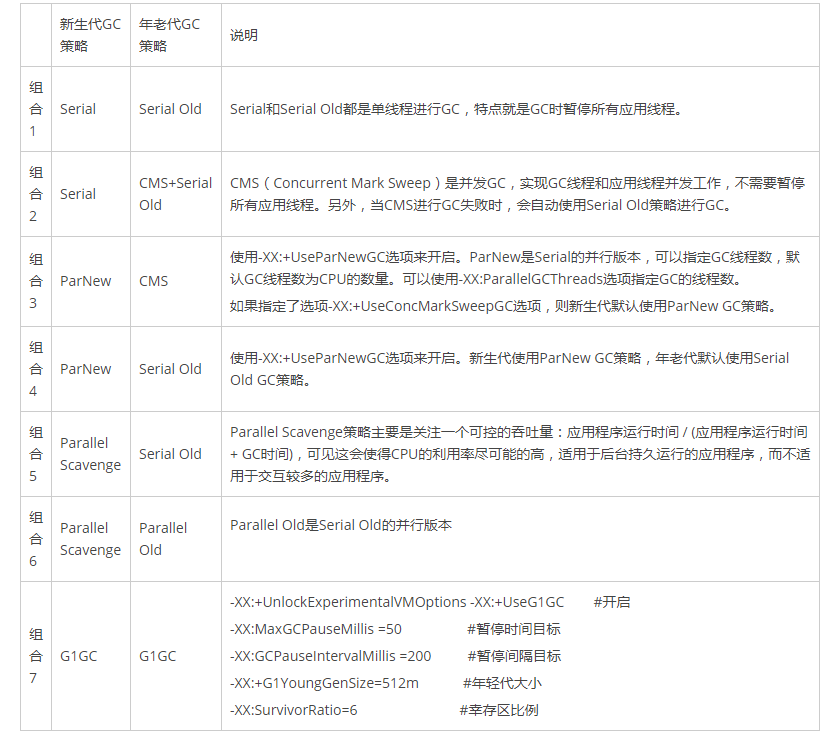 新生代GC
策略
年老代GC
策略
说明
组
合
1
Serial
Serial Old
Serial和Serial Old都是单线程进行GC，特点就是GC时暂停所有应用线程。
组
合
2
Serial
CMS+Serial
Old
CMS（Concurrent Mark Sweep）是并发GC，实现GC线程和应用线程并发工作，不需要暂停
所有应用线程。另外，当CMS进行GC失败时，会自动使用Serial Old策略进行GC。
组
合
3
ParNew
CMS
使用-XX:+UseParNewGC选项来开启。ParNew是Serial的并行版本，可以指定GC线程数，默
认GC线程数为CPU的数量。可以使用-XX:ParallelGCThreads选项指定GC的线程数。
如果指定了选项-XX:+UseConcMarkSweepGC选项，则新生代默认使用ParNew GC策略。
组
合
4
ParNew
Serial Old
使用-XX:+UseParNewGC选项来开启。新生代使用ParNew GC策略，年老代默认使用Serial
Old GC策略。
组
合
5
Parallel
Scavenge
Serial Old
Parallel Scavenge策略主要是关注一个可控的吞吐量：应用程序运行时间 / (应用程序运行时间
+ GC时间)，可见这会使得CPU的利用率尽可能的高，适用于后台持久运行的应用程序，而不适
用于交互较多的应用程序。
组
合
6
Parallel
Scavenge
Parallel
Old
Parallel Old是Serial Old的并行版本
组
合
7
G1GC
G1GC
-XX:+UnlockExperimentalVMOptions -XX:+UseG1GC #开启
-XX:MaxGCPauseMillis =50 #暂停时间目标
-XX:GCPauseIntervalMillis =200 #暂停间隔目标
-XX:+G1YoungGenSize=512m #年轻代大小
-XX:SurvivorRatio=6 #幸存区比例